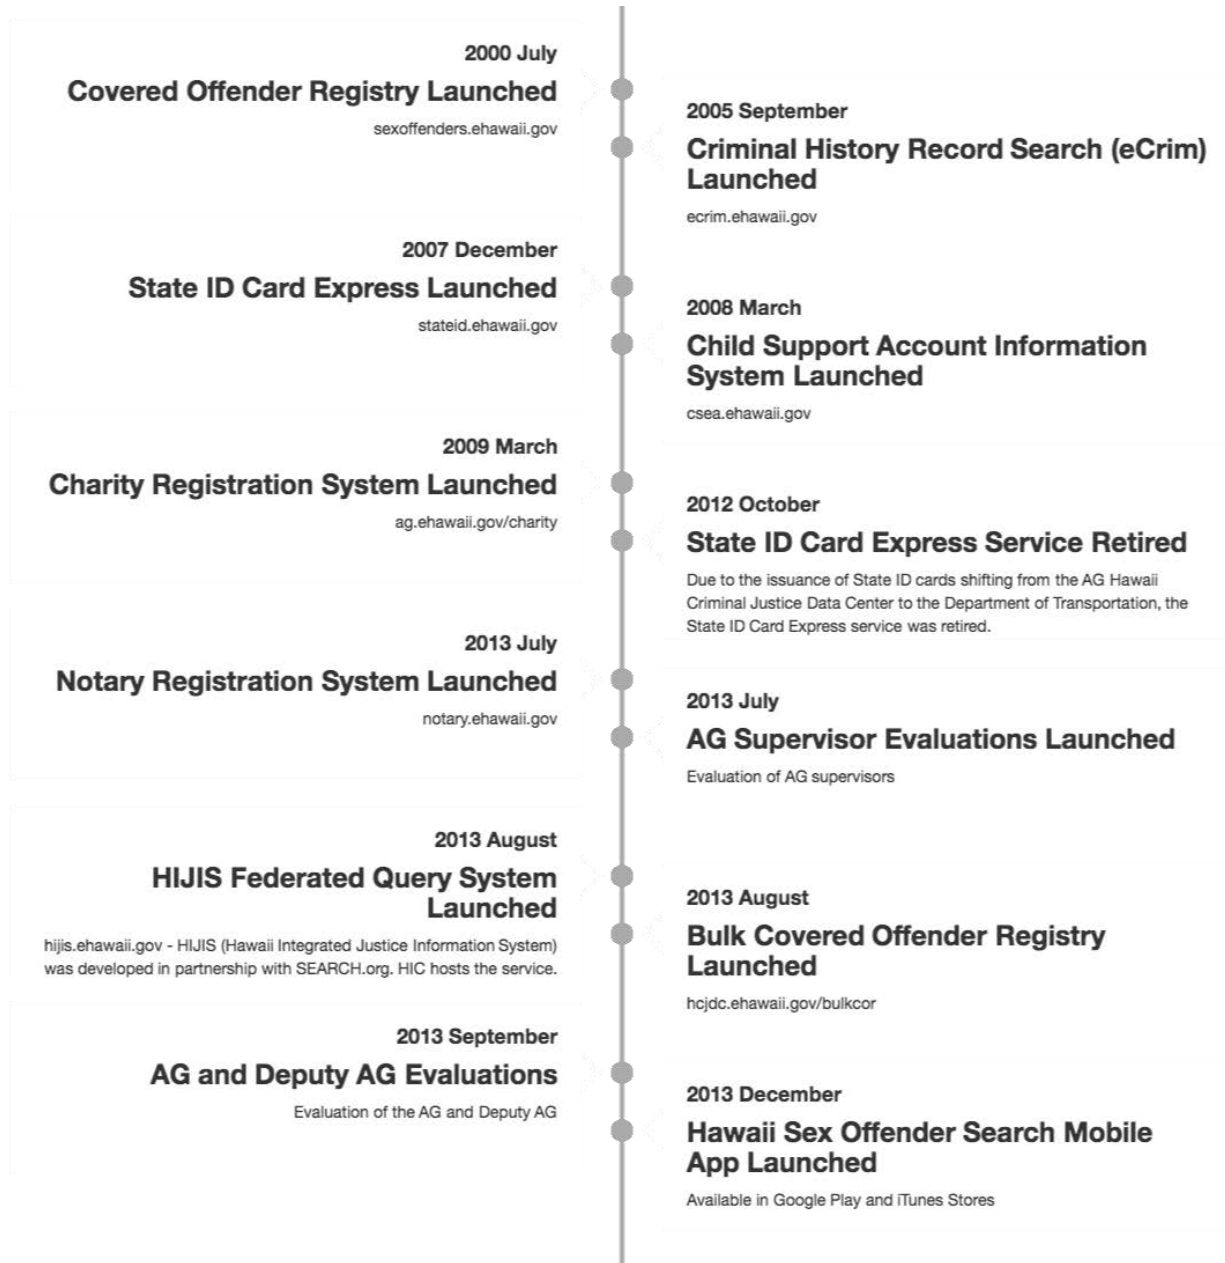 2000 July
Covered Offender Registry Launched
sexoffenders.ehawaii.gov
2005 September
Criminal History Record Search (eCrim)
Launched
ecrim.ehawaii.gov
2007 December
State ID Card Express Launched
stateid.ehawaii.gov
2008 March
Child Support Account Information
System Launched
csea.ehawaii.gov
2009 March
Charity Registration System Launched
ag.ehawaii.gov/charity
2012 October
State ID Card Express Service Retired
Due to the issuance of State ID cards shifting from the AG Hawaii
Criminal Justice Data Center to the Department of Transportation, the
State ID Card Express service was retired.
2013 July
Notary Registration System Launched
notary.ehawaii.gov
2013 July
AG Supervisor Evaluations Launched
Evaluation of AG supervisors
2013 August
HIJIS Federated Query System
Launched
hijis.ehawaii.gov - HIJIS (Hawaii Integrated Justice Information System)
was developed in partnership with SEARCH.org. HIC hosts the service.
2013 August
Bulk Covered Offender Registry
Launched
hcjdc.ehawaii.gov/bulkcor
2013 September
AG and Deputy AG Evaluations
Evaluation of the AG and Deputy AG
2013 December
Hawaii Sex Offender Search Mobile
App Launched
Available in Google Play and iTunes Stores